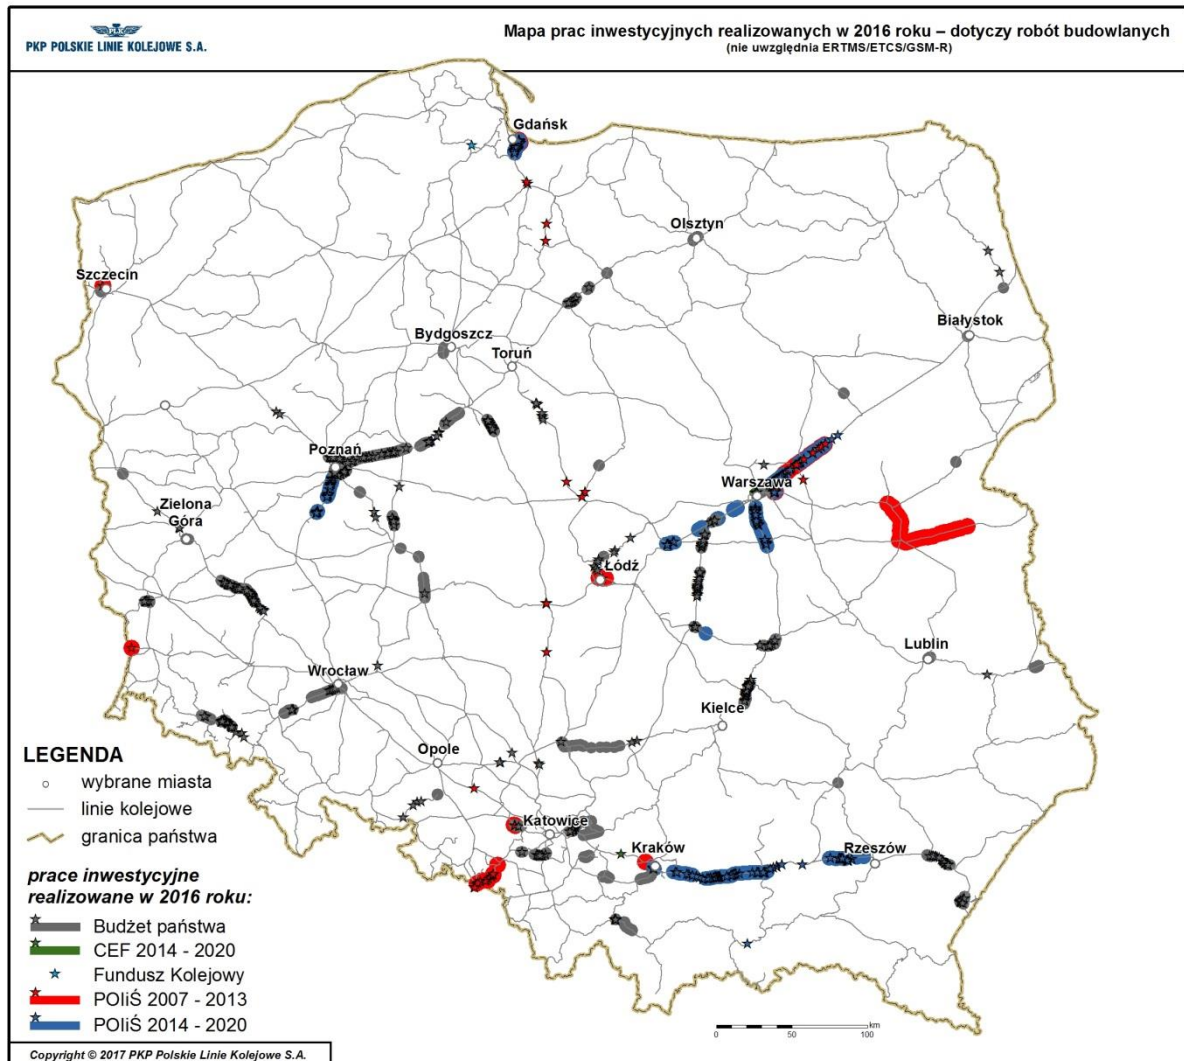 PLK
PKP POLSKIE LINIE KOLEJOWE S.A.
Mapa prac inwestycyjnych realizowanych w 2016 roku – dotyczy robót budowlanych
(nie uwzględnia ERTMS/ETCS/GSM-R)
Gdańsk
Olsztyn
Szczecin
Białystok
Bydgoszcz
Toruń
Poznań
Warszawa
Zielona
Góra
Łódź
Lublin
Wrocław
Kielce
Opole
Katowice
Kraków
Rzeszów
LEGENDA
wybrane miasta
linie kolejowe
granica państwa
prace inwestycyjne
realizowane w 2016 roku:
Budżet państwa
CEF 2014 - 2020
Fundusz Kolejowy
POIiŚ 2007 - 2013
POIiŚ 2014 - 2020
km
0 50 100
Copyright © 2017 PKP Polskie Linie Kolejowe S.A.